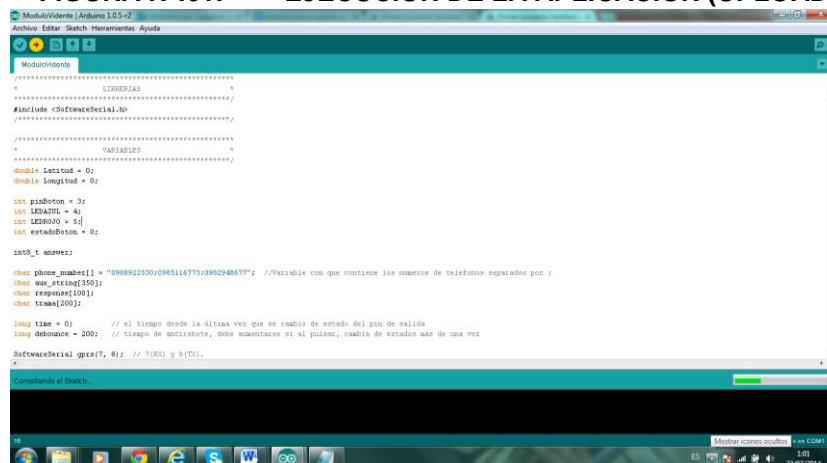 EJECUCIÓN DE LA APLICACIÓN
ModuloVidente | Arduino 1.0.5-r2
Archivo Editar Sketch Herramientas Ayuda
ModuloVidente
/**************************************************
* LIBRERIAS *
**************************************************/
#include <SoftwareSerial.h>
/**************************************************/
/**************************************************
* VARIABLES *
**************************************************/
double Latitud = 0;
double Longitud = 0;
int pinBoton = 3;
int LEDAZUL = 4;
int LEDROJO = 5;
int estadoBoton = 0;
int8_t answer;
char phone_number[] = "0988922530;0985116773;0982948677"; //Variable con que contiene los numeros de telefonos separados por ;
char aux_string[350];
char response[100];
char trama[200];
long time = 0; // el tiempo desde la última vez que se cambio de estado del pin de salida
long debounce = 200; // tiempo de antirebote, debe aumentarse si al pulsar, cambia de estados más de una vez
SoftwareSerial gprs(7, 8); // 7(RX) y 8(TX).
Compilando el Sketch...
Mostrar iconos ocultos
en COM1
ES
1:01